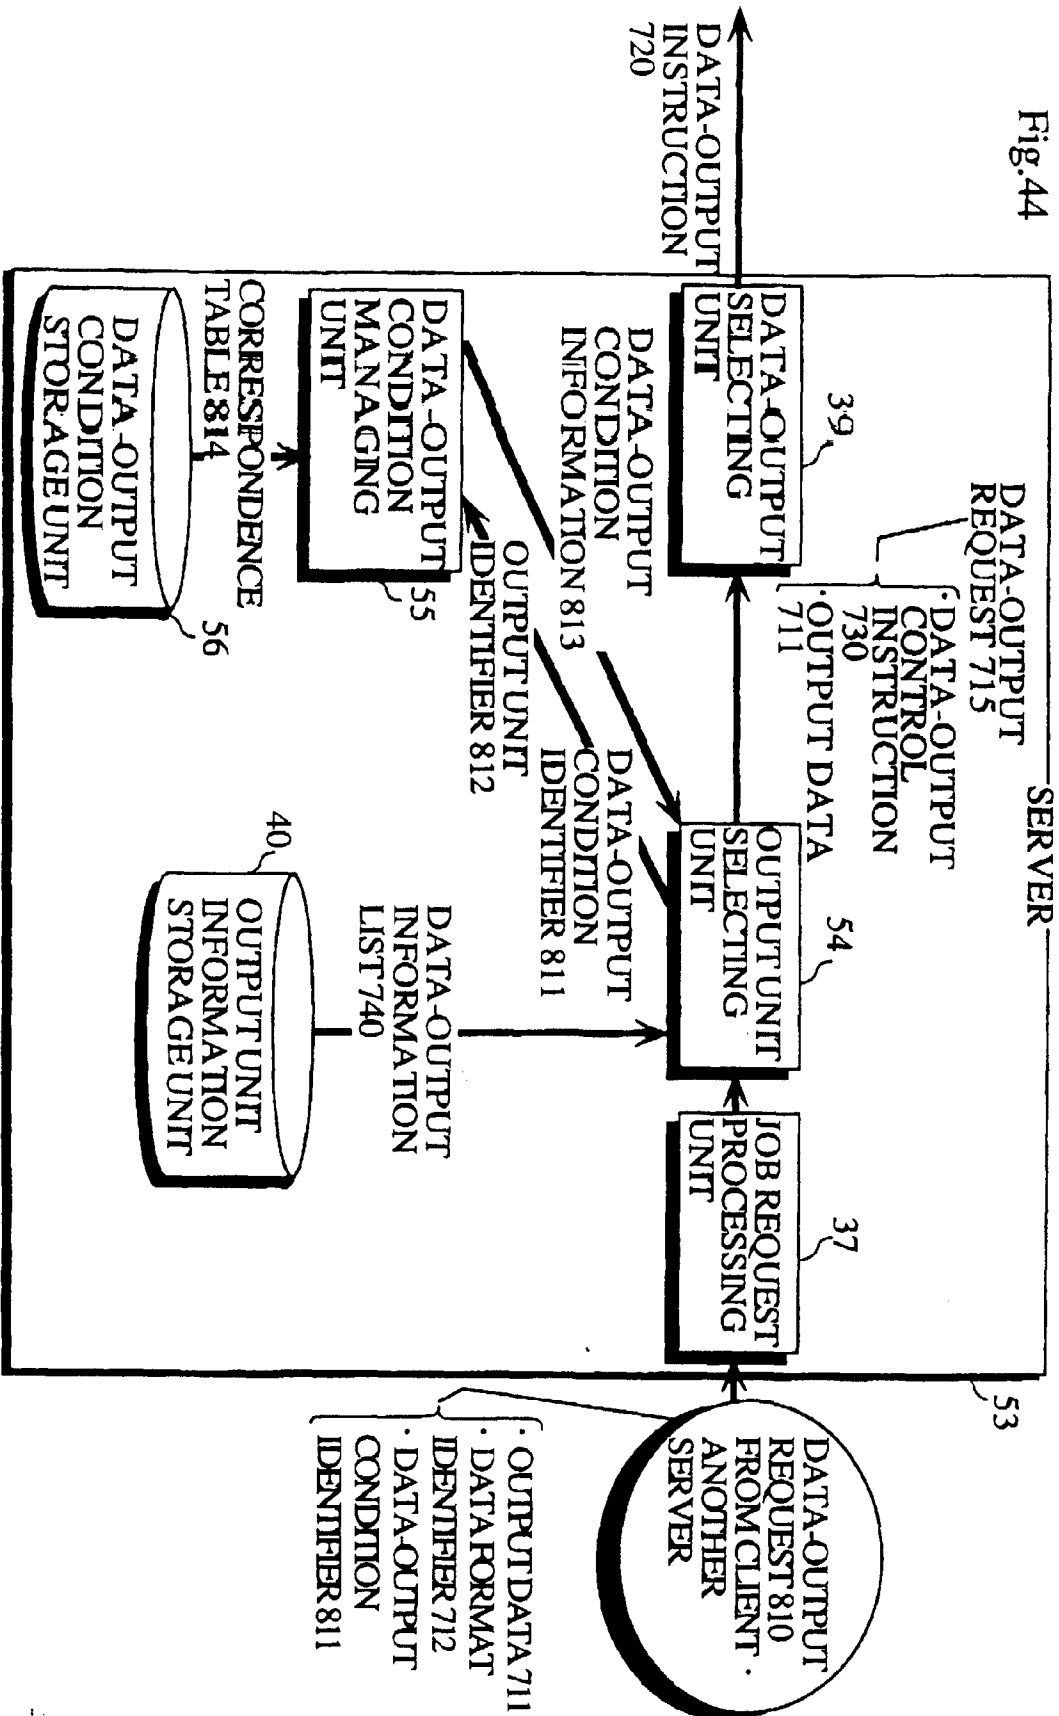 Fig.44
SERVER
53
DATA-OUTPUT
INSTRUCTION
720
DATA-OUTPUT
SELECTING
UNIT
39
DATA-OUTPUT
REQUEST 715
· DATA-OUTPUT
CONTROL
INSTRUCTION
730
· OUTPUT DATA
711
OUTPUT UNIT
SELECTING
UNIT
54
JOB REQUEST
PROCESSING
UNIT
37
DATA-OUTPUT
REQUEST 810
FROM CLIENT ·
ANOTHER
SERVER
· OUTPUT DATA 711
· DATA FORMAT
IDENTIFIER 712
· DATA-OUTPUT
CONDITION
IDENTIFIER 811
DATA-OUTPUT
CONDITION
INFORMATION 813
DATA-OUTPUT
CONDITION
IDENTIFIER 811
OUTPUT UNIT
IDENTIFIER 812
DATA-OUTPUT
CONDITION
MANAGING
UNIT
55
CORRESPONDENCE
TABLE 814
DATA-OUTPUT
CONDITION
STORAGE UNIT
56
DATA-OUTPUT
INFORMATION
LIST 740
40
OUTPUT UNIT
INFORMATION
STORAGE UNIT